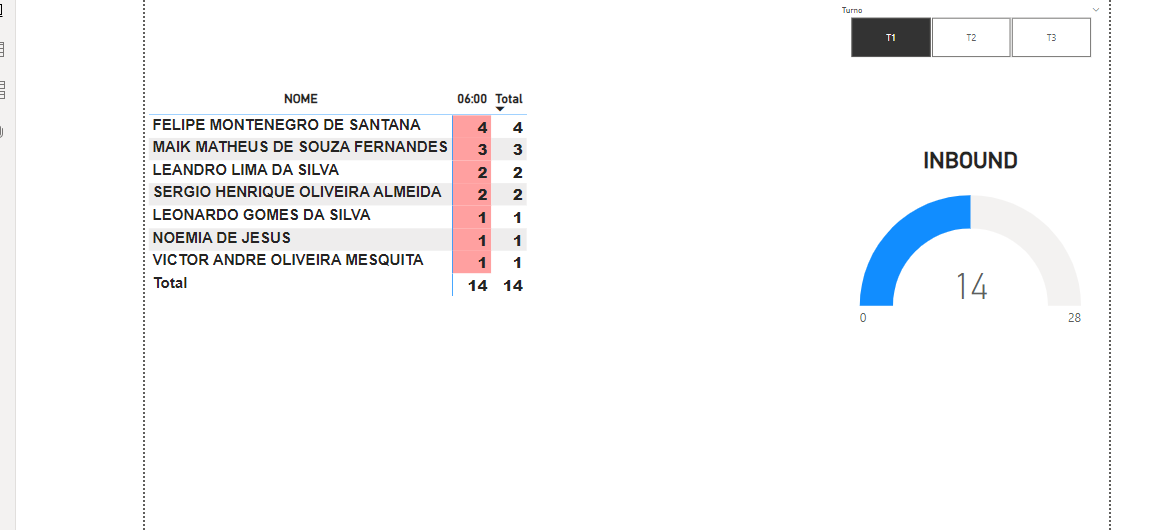 Turno
T1 T2 T3
NOME 06:00 Total
FELIPE MONTENEGRO DE SANTANA 4 4
MAIK MATHEUS DE SOUZA FERNANDES 3 3
LEANDRO LIMA DA SILVA 2 2
SERGIO HENRIQUE OLIVEIRA ALMEIDA 2 2
LEONARDO GOMES DA SILVA 1 1
NOEMIA DE JESUS 1 1
VICTOR ANDRE OLIVEIRA MESQUITA 1 1
Total 14 14
INBOUND
14
0 28